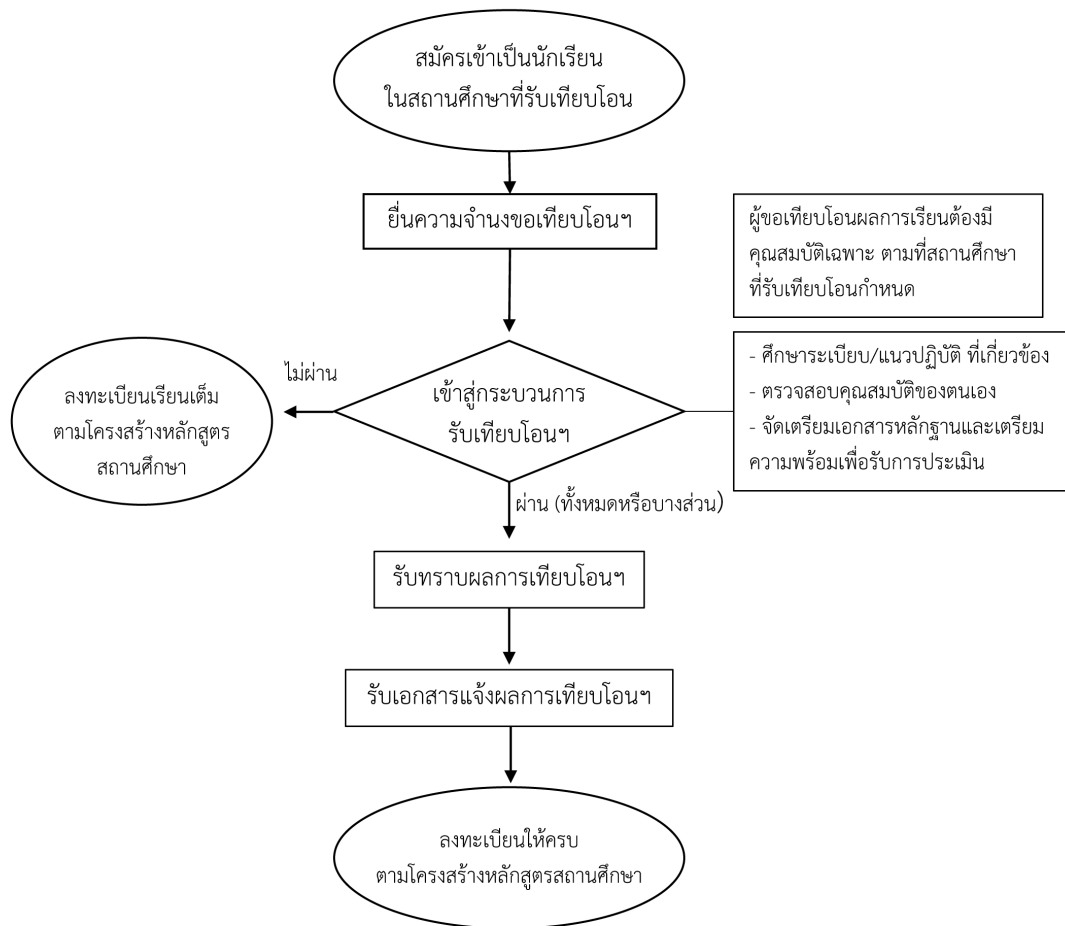 สมัครเข้าเป็นนักเรียน
ในสถานศึกษาที่รับเทียบโอน
ยื่นความจำนงขอเทียบโอนฯ
ผู้ขอเทียบโอนผลการเรียนต้องมี
คุณสมบัติเฉพาะ ตามที่สถานศึกษา
ที่รับเทียบโอนกำหนด
เข้าสู่กระบวนการ
รับเทียบโอนฯ
- ศึกษาระเบียบ/แนวปฏิบัติ ที่เกี่ยวข้อง
- ตรวจสอบคุณสมบัติของตนเอง
- จัดเตรียมเอกสารหลักฐานและเตรียม
ความพร้อมเพื่อรับการประเมิน
ไม่ผ่าน
ลงทะเบียนเรียนเต็ม
ตามโครงสร้างหลักสูตร
สถานศึกษา
ผ่าน (ทั้งหมดหรือบางส่วน)
รับทราบผลการเทียบโอนฯ
รับเอกสารแจ้งผลการเทียบโอนฯ
ลงทะเบียนให้ครบ
ตามโครงสร้างหลักสูตรสถานศึกษา